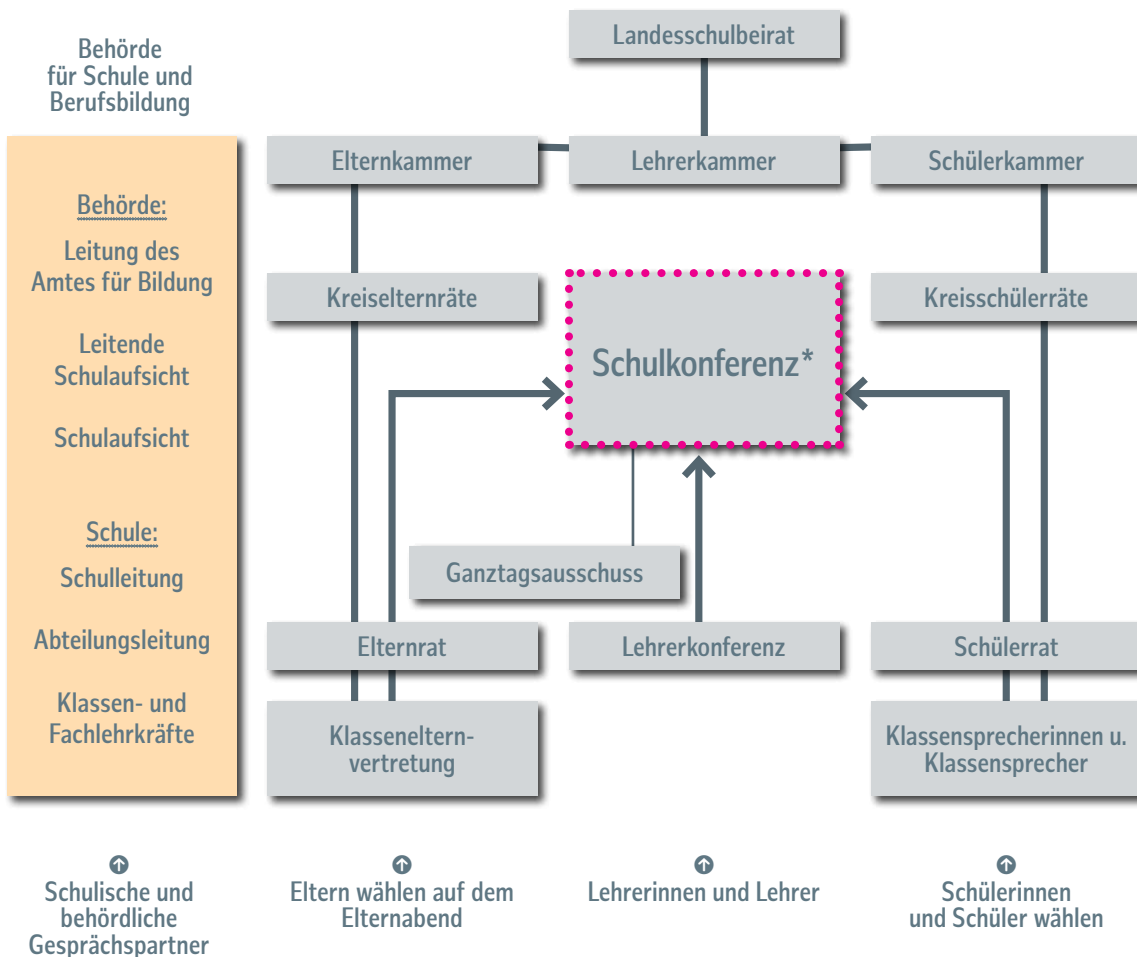 Behörde
für Schule und
Berufsbildung
Landesschulbeirat
Elternkammer
Lehrerkammer
Schülerkammer
Behörde:
Leitung des
Amtes für Bildung
Leitende
Schulaufsicht
Schulaufsicht
Schule:
Schulleitung
Abteilungsleitung
Klassen- und
Fachlehrkräfte
Kreiselternräte
Schulkonferenz*
Kreisschülerräte
Ganztagsausschuss
Elternrat
Lehrerkonferenz
Schülerrat
Klasseneltern-
vertretung
Klassensprecherinnen u.
Klassensprecher
Schulische und
behördliche
Gesprächspartner
Eltern wählen auf dem
Elternabend
Lehrerinnen und Lehrer
Schülerinnen
und Schüler wählen